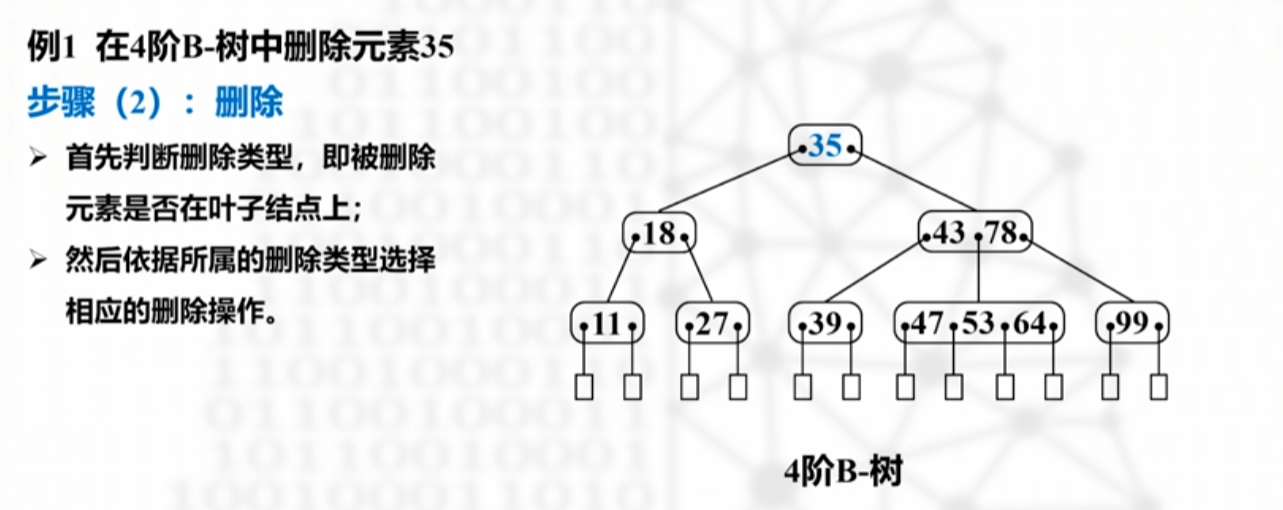 例1 在4阶B-树中删除元素35
步骤（2）：删除
➢ 首先判断删除类型，即被删除
元素是否在叶子结点上；
➢ 然后依据所属的删除类型选择
相应的删除操作。
35
18
43 78
11
27
39
47 53 64
99
4阶B-树